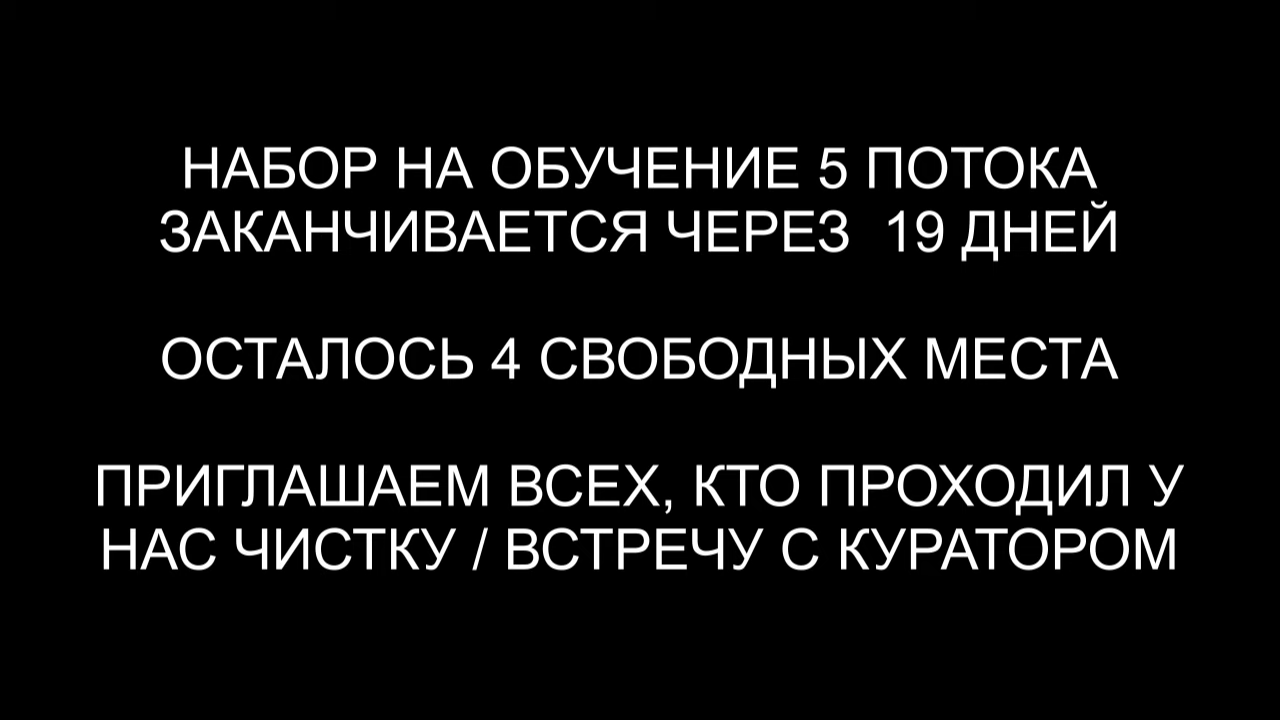 НАБОР НА ОБУЧЕНИЕ 5 ПОТОКА
ЗАКАНЧИВАЕТСЯ ЧЕРЕЗ  19 ДНЕЙ
ОСТАЛОСЬ 4 СВОБОДНЫХ МЕСТА
ПРИГЛАШАЕМ ВСЕХ, КТО ПРОХОДИЛ У
НАС ЧИСТКУ / ВСТРЕЧУ С КУРАТОРОМ